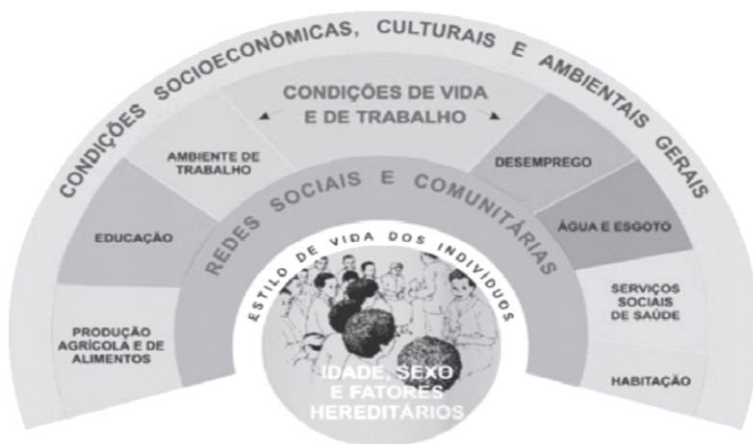 CONDIÇÕES SOCIOECONÔMICAS, CULTURAIS E AMBIENTAIS GERAIS
CONDIÇÕES DE VIDA
E DE TRABALHO
AMBIENTE DE
TRABALHO
DESEMPREGO
EDUCAÇÃO
ÁGUA E ESGOTO
PRODUÇÃO
AGRÍCOLA E DE
ALIMENTOS
SERVIÇOS
SOCIAIS
DE SAÚDE
HABITAÇÃO
REDES SOCIAIS E COMUNITÁRIAS
ESTILO DE VIDA DOS INDIVÍDUOS
IDADE, SEXO
E FATORES
HEREDITÁRIOS